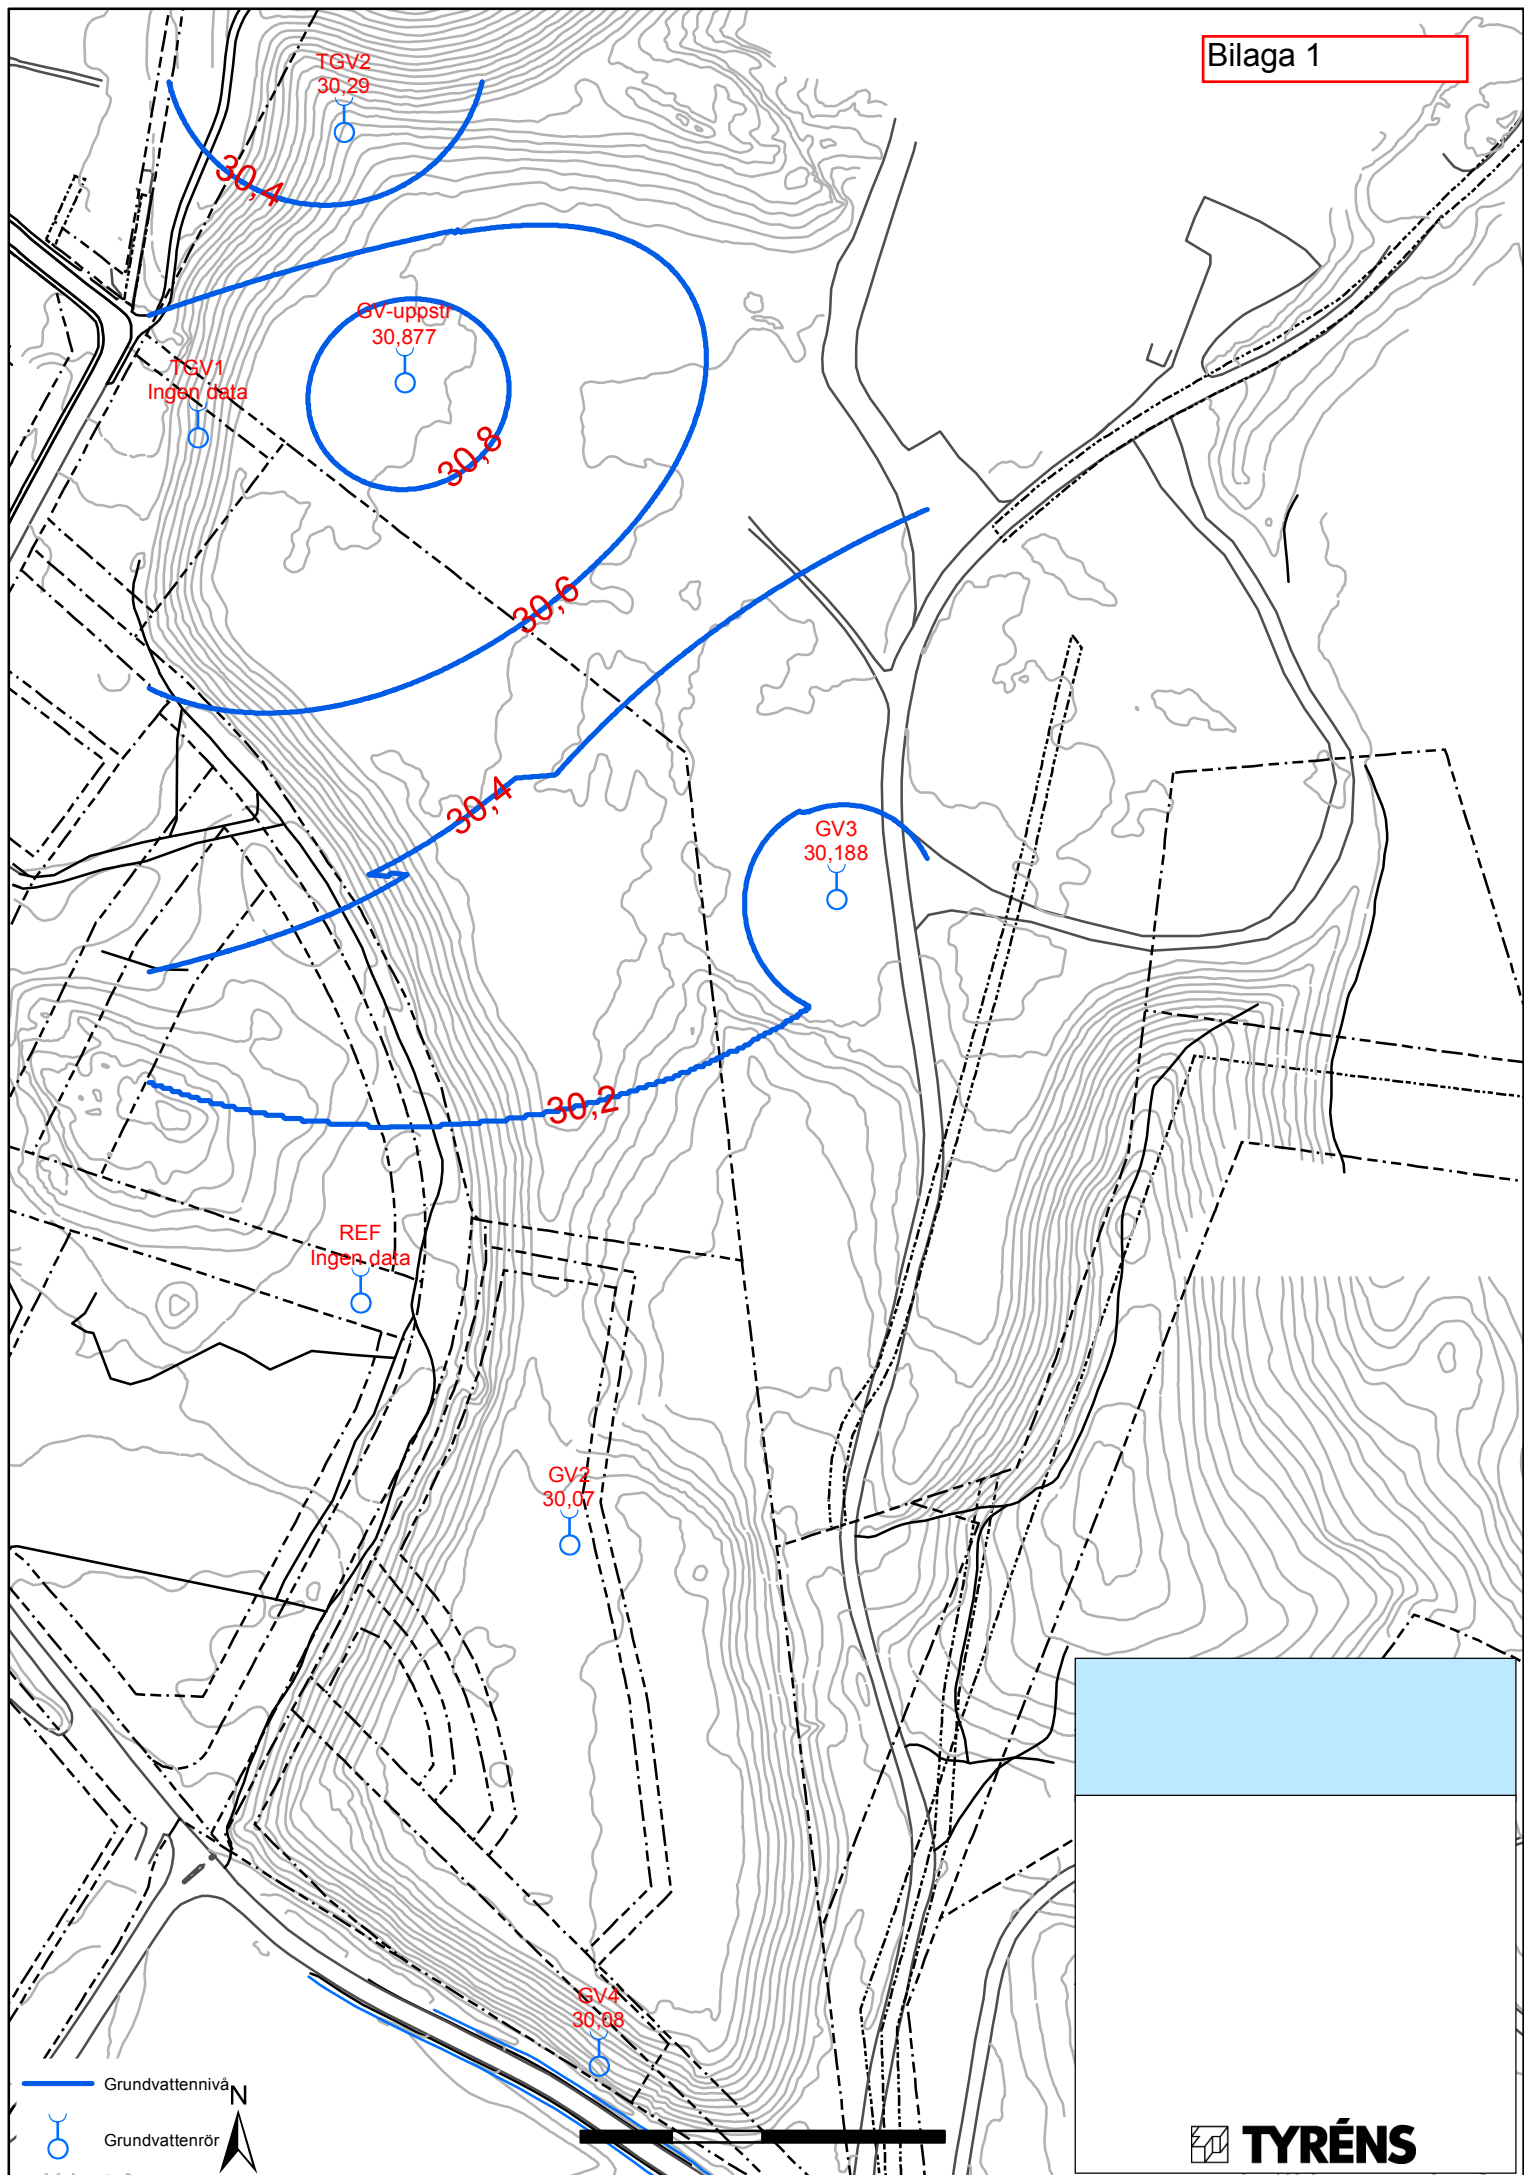 Bilaga 1
TGV2
30,29
30,4
GV-uppstr
30,877
TGV1
Ingen data
30,8
30,6
30,4
GV3
30,188
30,2
REF
Ingen data
GV2
30,07
GV4
30,08
Grundvattennivå
N
Grundvattenrör
TYRÉNS